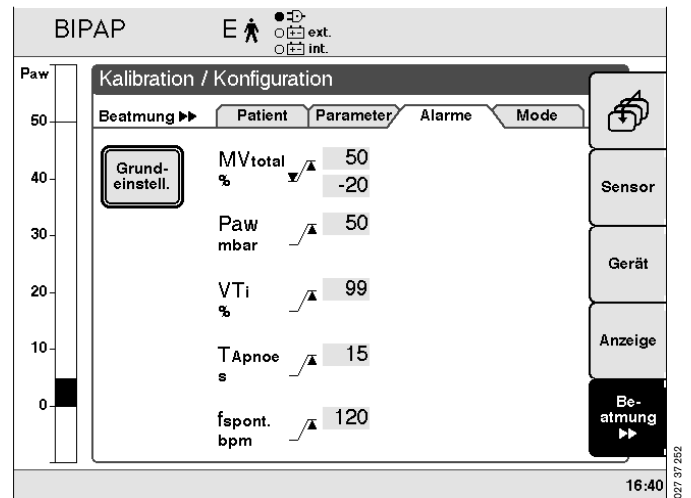 BIPAP E
ext.
int.
Paw
50
40
30
20
10
0
Kalibration / Konfiguration
Beatmung ▶▶ Patient Parameter Alarme Mode
Grund-
einstell.
MVtotal 50
% -20
Paw 50
mbar
VTi 99
%
TApnoe 15
s
fspont. 120
bpm
Sensor
Gerät
Anzeige
Be-
atmung
▶▶
16:40
027 37 252